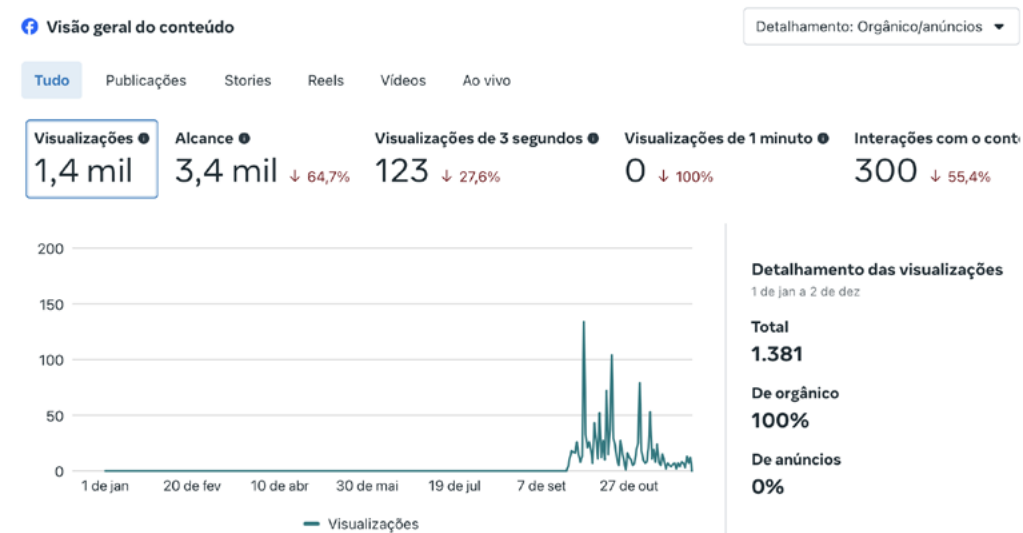 Visão geral do conteúdo
Detalhamento: Orgânico/anúncios
Tudo Publicações Stories Reels Vídeos Ao vivo
Visualizações Alcance Visualizações de 3 segundos Visualizações de 1 minuto Interações com o cont
1,4 mil 3,4 mil ↓ 64,7% 123 ↓ 27,6% 0 ↓ 100% 300 ↓ 55,4%
200
150
100
50
0
1 de jan 20 de fev 10 de abr 30 de mai 19 de jul 7 de set 27 de out
Visualizações
Detalhamento das visualizações
1 de jan a 2 de dez
Total
1.381
De orgânico
100%
De anúncios
0%